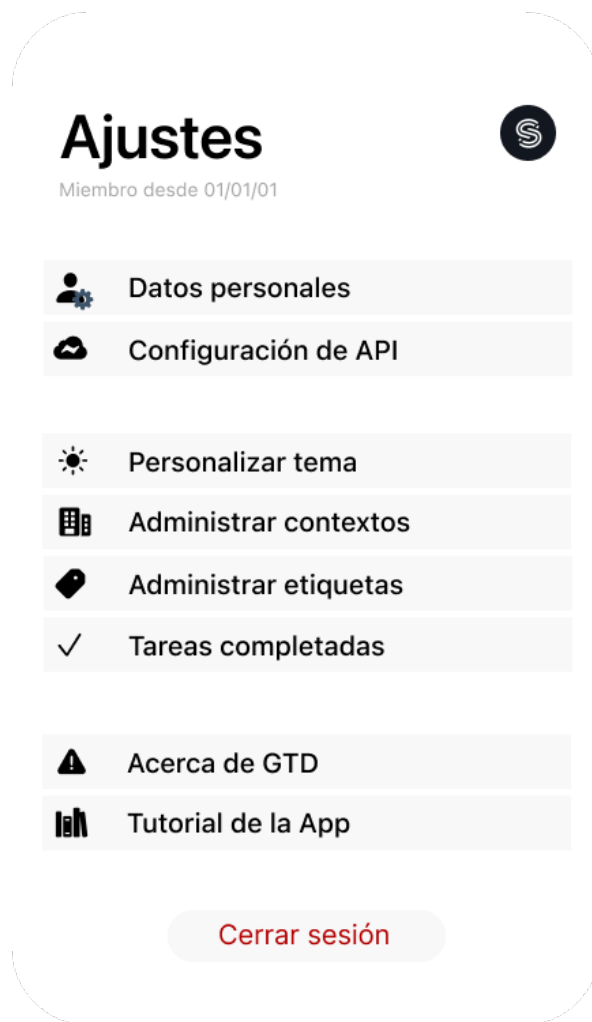 Ajustes
Miembro desde 01/01/01
Datos personales
Configuración de API
Personalizar tema
Administrar contextos
Administrar etiquetas
Tareas completadas
Acerca de GTD
Tutorial de la App
Cerrar sesión